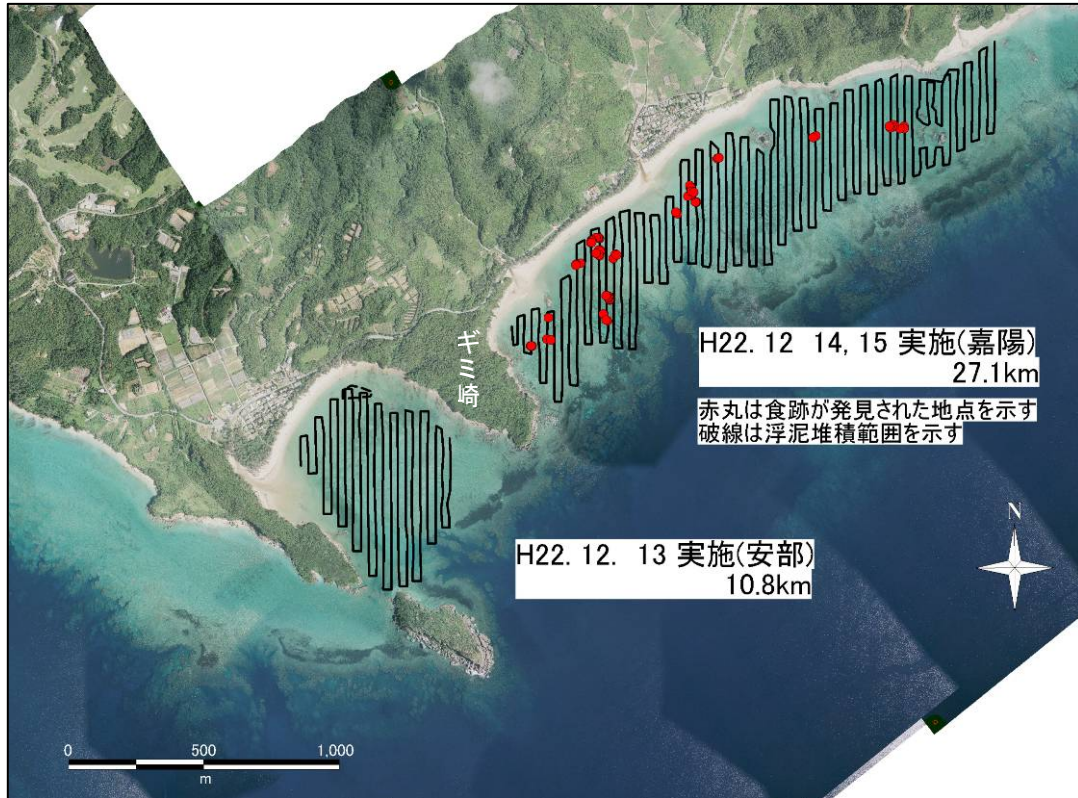 ギミ崎
H22.12 14,15 実施(嘉陽)
27.1km
赤丸は食跡が発見された地点を示す
破線は浮泥堆積範囲を示す
H22.12. 13 実施(安部)
10.8km
N
0 500 1,000
m